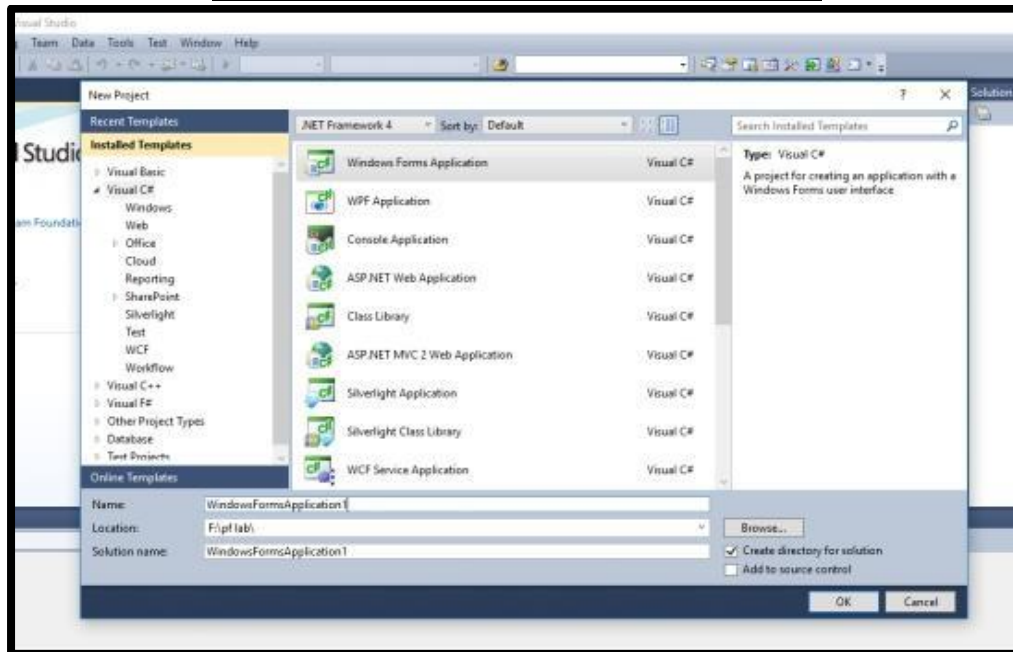 Visual Studio
Team Data Tools Test Window Help
New Project
Recent Templates
Installed Templates
Visual Basic
Visual C#
Windows
Web
Office
Cloud
Reporting
SharePoint
Silverlight
Test
WCF
Workflow
Visual C++
Visual F#
Other Project Types
Database
Test Projects
Online Templates
.NET Framework 4 Sort by: Default
Windows Forms Application Visual C#
WPF Application Visual C#
Console Application Visual C#
ASP.NET Web Application Visual C#
Class Library Visual C#
ASP.NET MVC 2 Web Application Visual C#
Silverlight Application Visual C#
Silverlight Class Library Visual C#
WCF Service Application Visual C#
Search Installed Templates
Type: Visual C#
A project for creating an application with a
Windows Forms user interface
Solution
l Studio
am Foundati
Name: WindowsFormsApplication1
Location: F:\pf lab\
Browse...
Solution name: WindowsFormsApplication1
Create directory for solution
Add to source control
OK Cancel